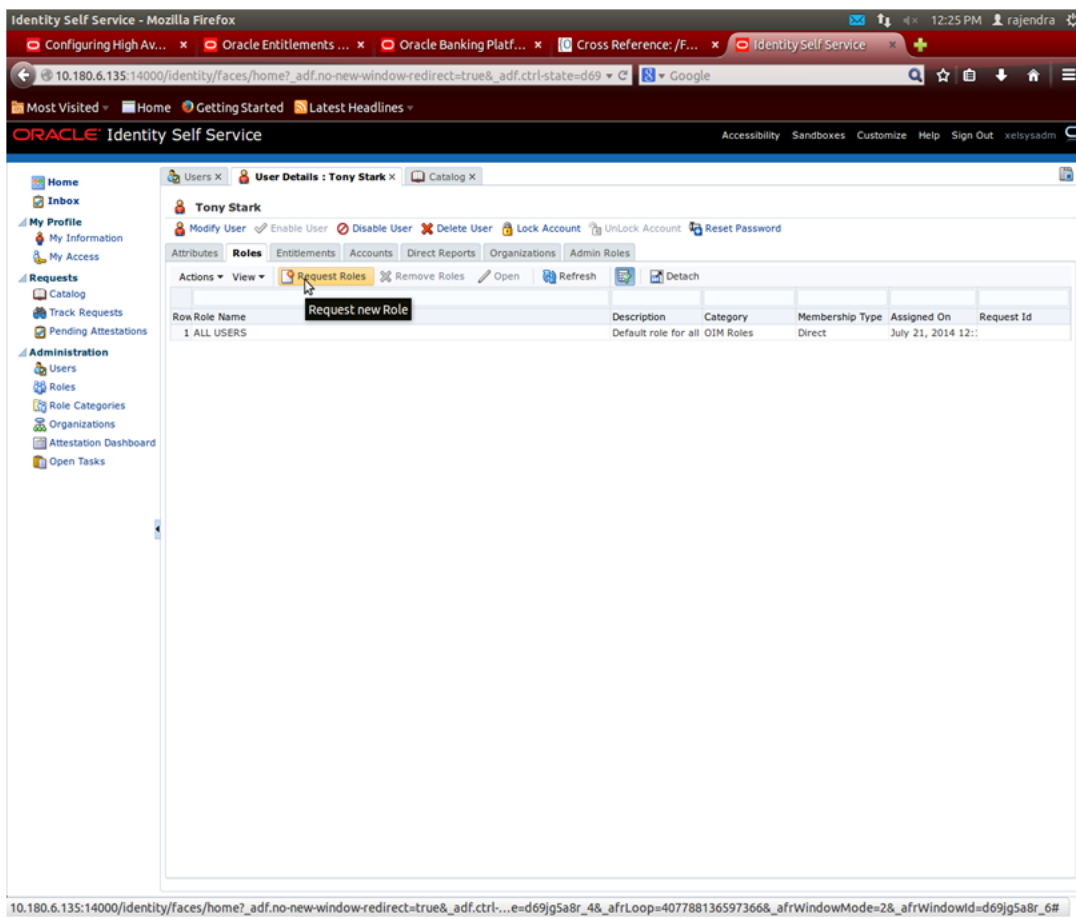 Identity Self Service - Mozilla Firefox 12:25 PM rajendra
Configuring High Av... × Oracle Entitlements ... × Oracle Banking Platf... × Cross Reference: /F... × Identity Self Service ×
10.180.6.135:14000/identity/faces/home?_adf.no-new-window-redirect=true&_adf.ctrl-state=d69 Google
Most Visited Home Getting Started Latest Headlines
ORACLE Identity Self Service Accessibility Sandboxes Customize Help Sign Out xelsysadm
Home
Inbox
My Profile
My Information
My Access
Requests
Catalog
Track Requests
Pending Attestations
Administration
Users
Roles
Role Categories
Organizations
Attestation Dashboard
Open Tasks
Users × User Details : Tony Stark × Catalog ×
Tony Stark
Modify User Enable User Disable User Delete User Lock Account UnLock Account Reset Password
Attributes Roles Entitlements Accounts Direct Reports Organizations Admin Roles
Actions View Request Roles Remove Roles Open Refresh Detach
Request new Role
Row Role Name Description Category Membership Type Assigned On Request Id
1 ALL USERS Default role for all OIM Roles Direct July 21, 2014 12:
10.180.6.135:14000/identity/faces/home?_adf.no-new-window-redirect=true&_adf.ctrl-...e=d69jg5a8r_4&_afrLoop=407788136597366&_afrWindowMode=2&_afrWindowId=d69jg5a8r_6#